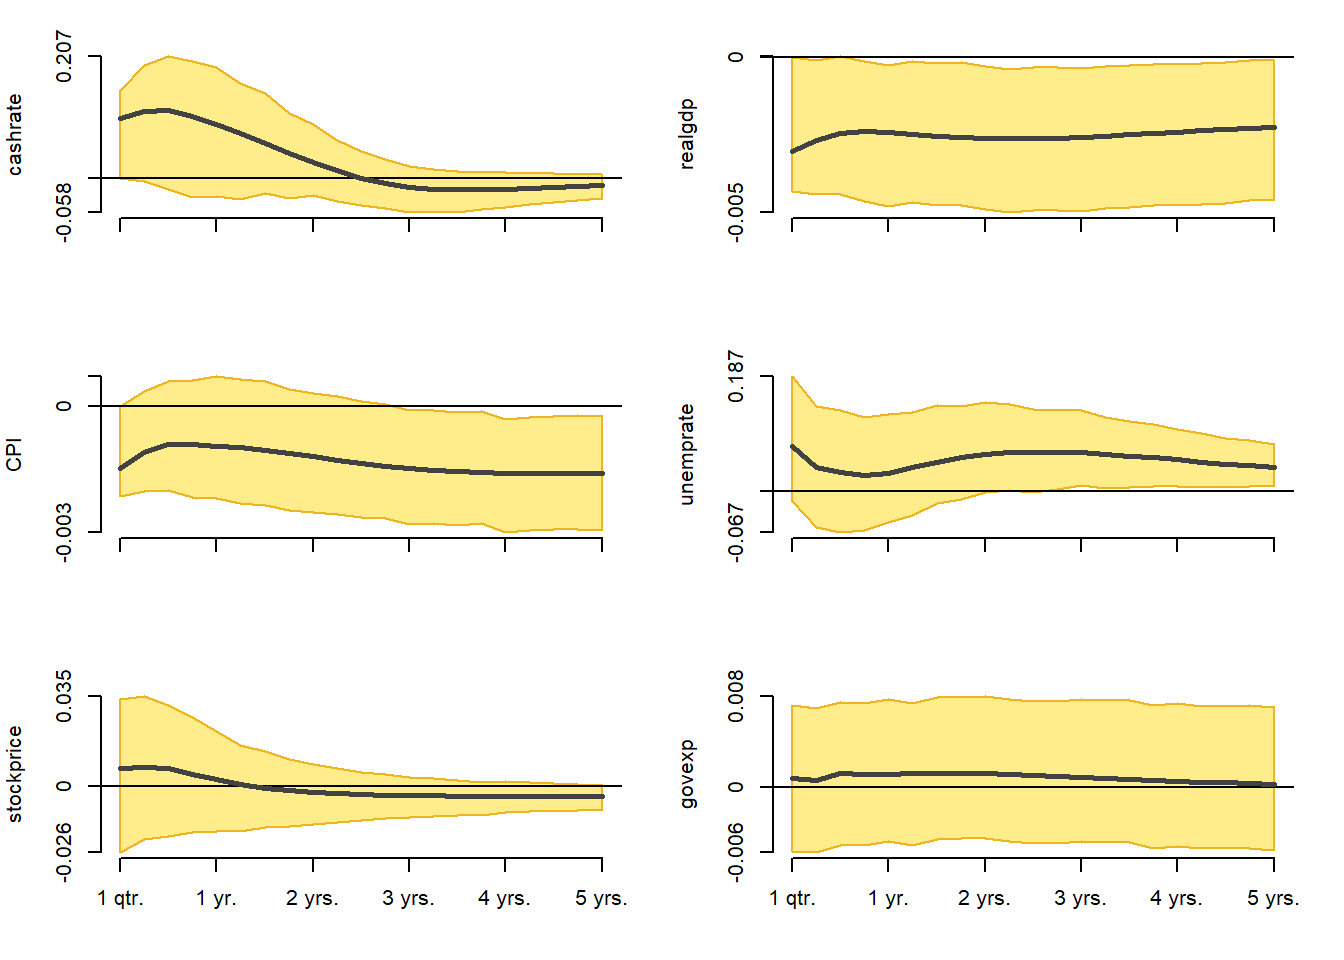 cashrate
0.207
-0.058
realgdp
0
-0.005
CPI
0
-0.003
unemprate
0.187
-0.067
stockprice
0.035
0
-0.026
1 qtr. 1 yr. 2 yrs. 3 yrs. 4 yrs. 5 yrs.
govexp
0.008
0
-0.006
1 qtr. 1 yr. 2 yrs. 3 yrs. 4 yrs. 5 yrs.